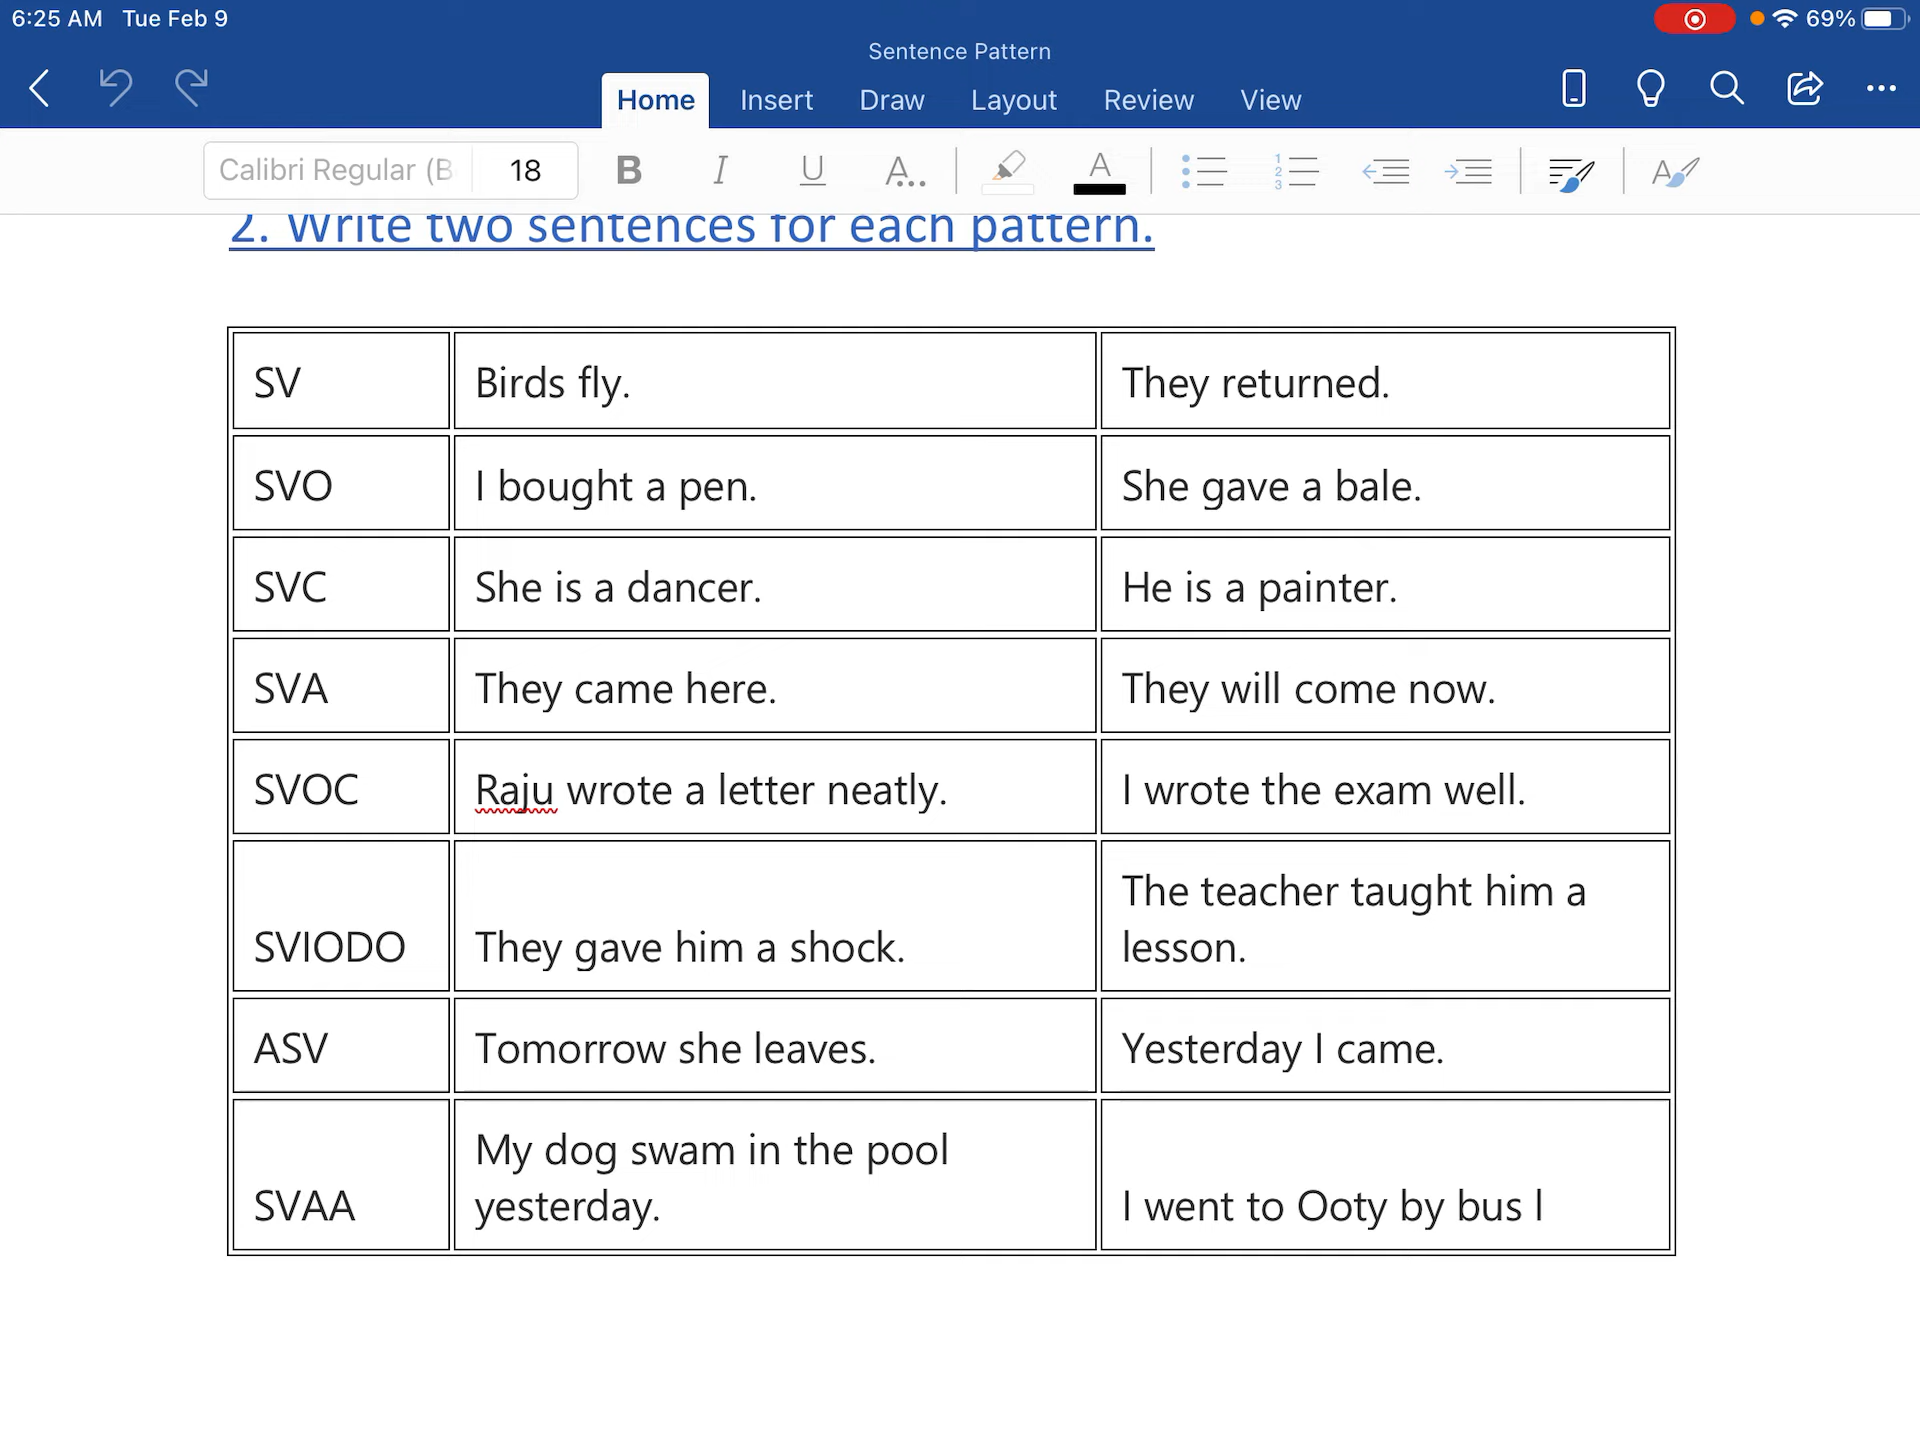 6:25 AM Tue Feb 9
69%
Sentence Pattern
Home Insert Draw Layout Review View
Calibri Regular (B 18 B I U A... A
2. Write two sentences for each pattern.
SV Birds fly. They returned.
SVO I bought a pen. She gave a bale.
SVC She is a dancer. He is a painter.
SVA They came here. They will come now.
SVOC Raju wrote a letter neatly. I wrote the exam well.
SVIODO They gave him a shock. The teacher taught him a
lesson.
ASV Tomorrow she leaves. Yesterday I came.
SVAA My dog swam in the pool
yesterday. I went to Ooty by bus l